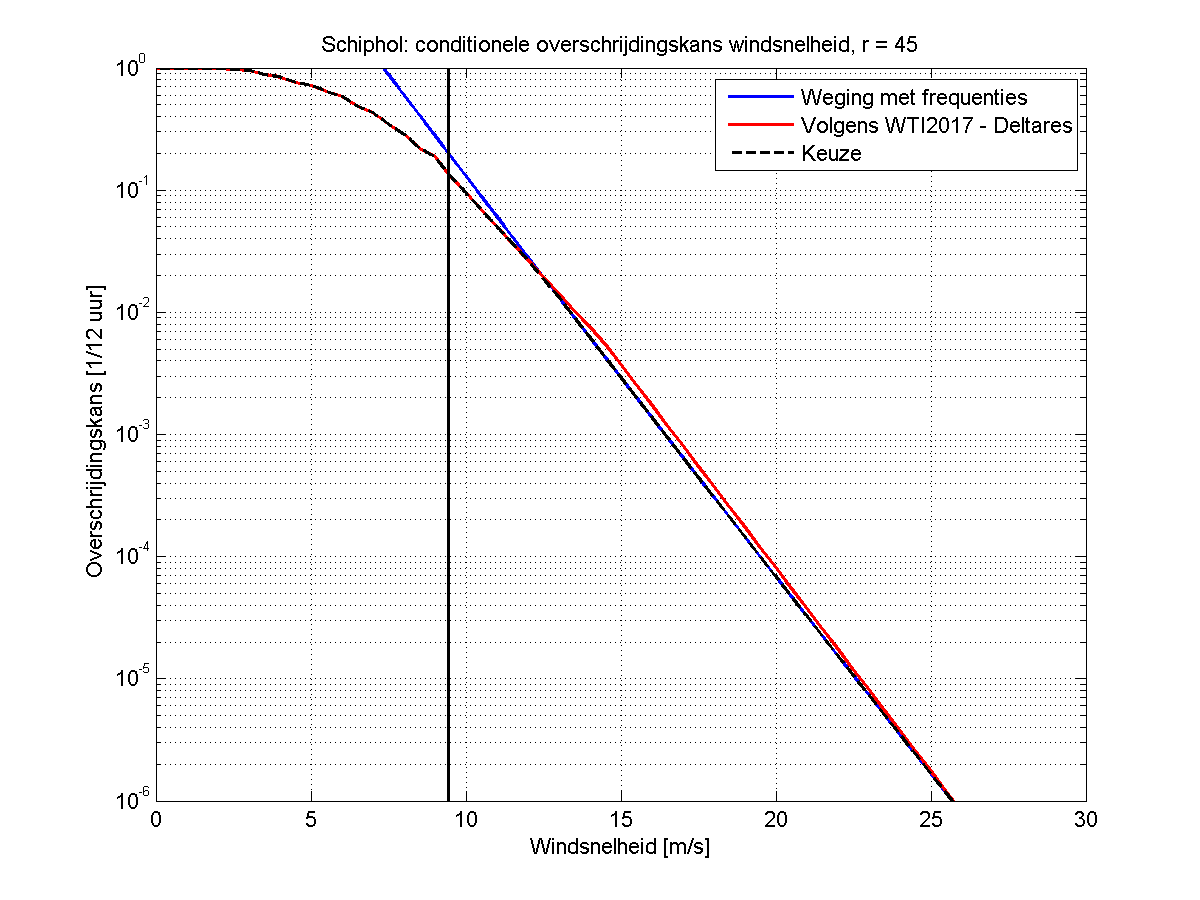 Schiphol: conditionele overschrijdingskans windsnelheid, r = 45
Weging met frequenties
Volgens WTI2017 - Deltares
Keuze
Overschrijdingskans [1/12 uur]
10^0
10^-1
10^-2
10^-3
10^-4
10^-5
10^-6
0 5 10 15 20 25 30
Windsnelheid [m/s]